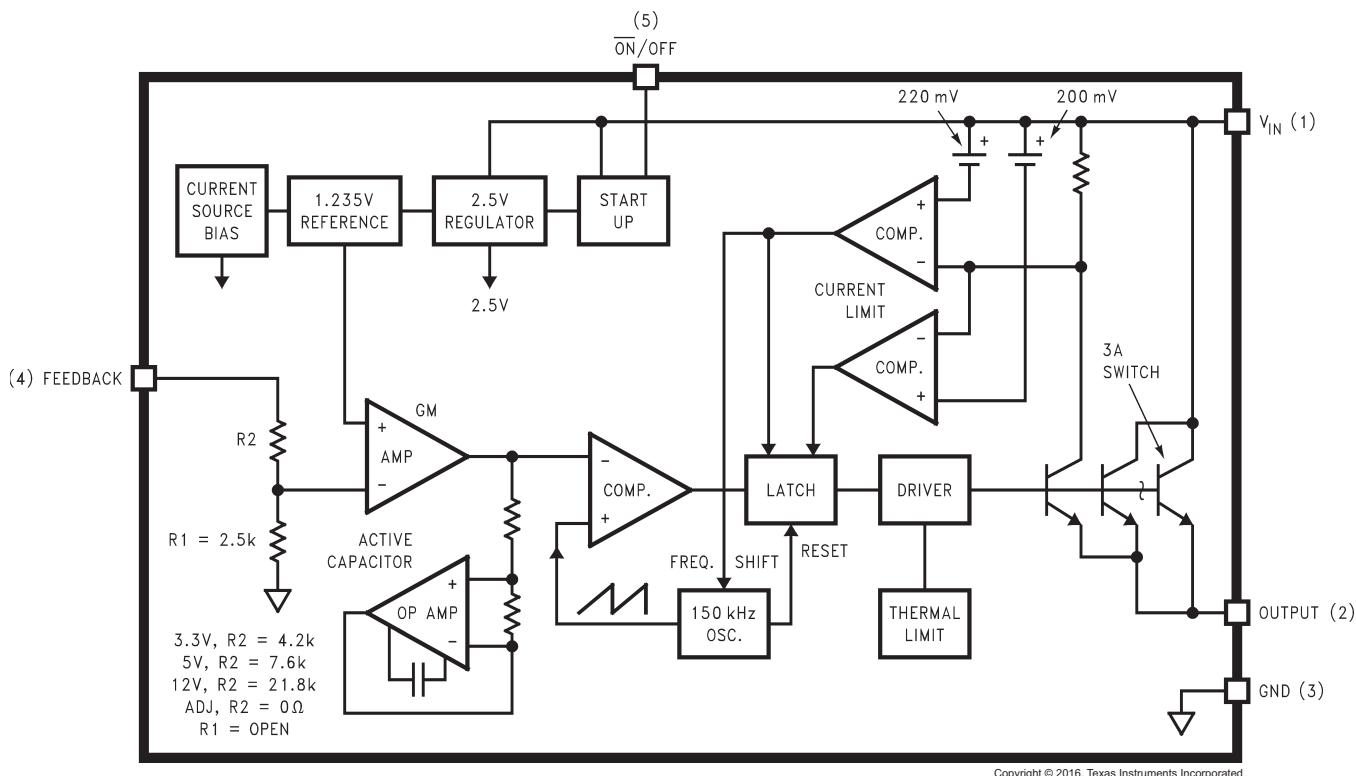 (5)
ON/OFF
220 mV
200 mV
+
+
VIN (1)
CURRENT
SOURCE
BIAS
1.235V
REFERENCE
2.5V
REGULATOR
START
UP
2.5V
+
COMP.
−
CURRENT
LIMIT
−
COMP.
+
3A
SWITCH
(4) FEEDBACK
R2
R1 = 2.5k
GM
+
AMP
−
−
COMP.
+
LATCH
DRIVER
ACTIVE
CAPACITOR
+
OP AMP
−
FREQ. SHIFT
RESET
150 kHz
OSC.
THERMAL
LIMIT
OUTPUT (2)
GND (3)
3.3V, R2 = 4.2k
5V, R2 = 7.6k
12V, R2 = 21.8k
ADJ, R2 = 0Ω
R1 = OPEN
Copyright © 2016, Texas Instruments Incorporated